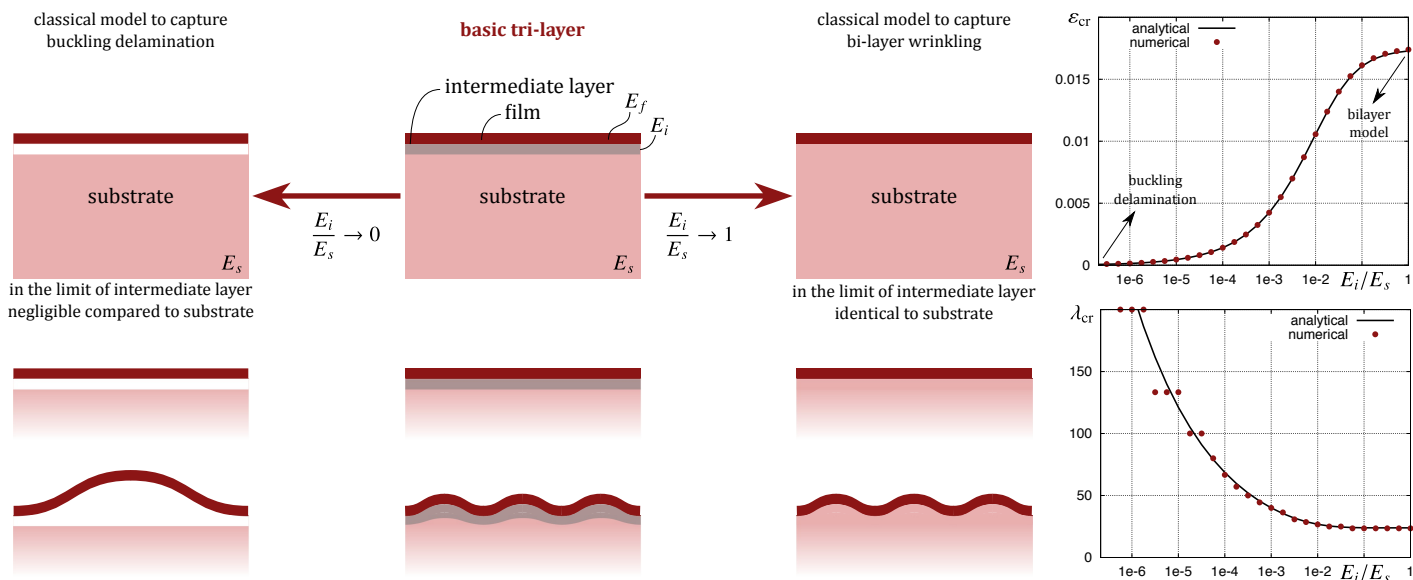 classical model to capture
buckling delamination
substrate
E_s
in the limit of intermediate layer
negligible compared to substrate
E_i/E_s → 0
basic tri-layer
intermediate layer
film
E_f
E_i
substrate
E_s
E_i/E_s → 1
classical model to capture
bi-layer wrinkling
substrate
in the limit of intermediate layer
identical to substrate
ε_cr
analytical
numerical
0.015
0.01
0.005
0
bilayer
model
buckling
delamination
1e-6 1e-5 1e-4 1e-3 1e-2 E_i/E_s 1
λ_cr
analytical
numerical
150
100
50
0
1e-6 1e-5 1e-4 1e-3 1e-2 E_i/E_s 1